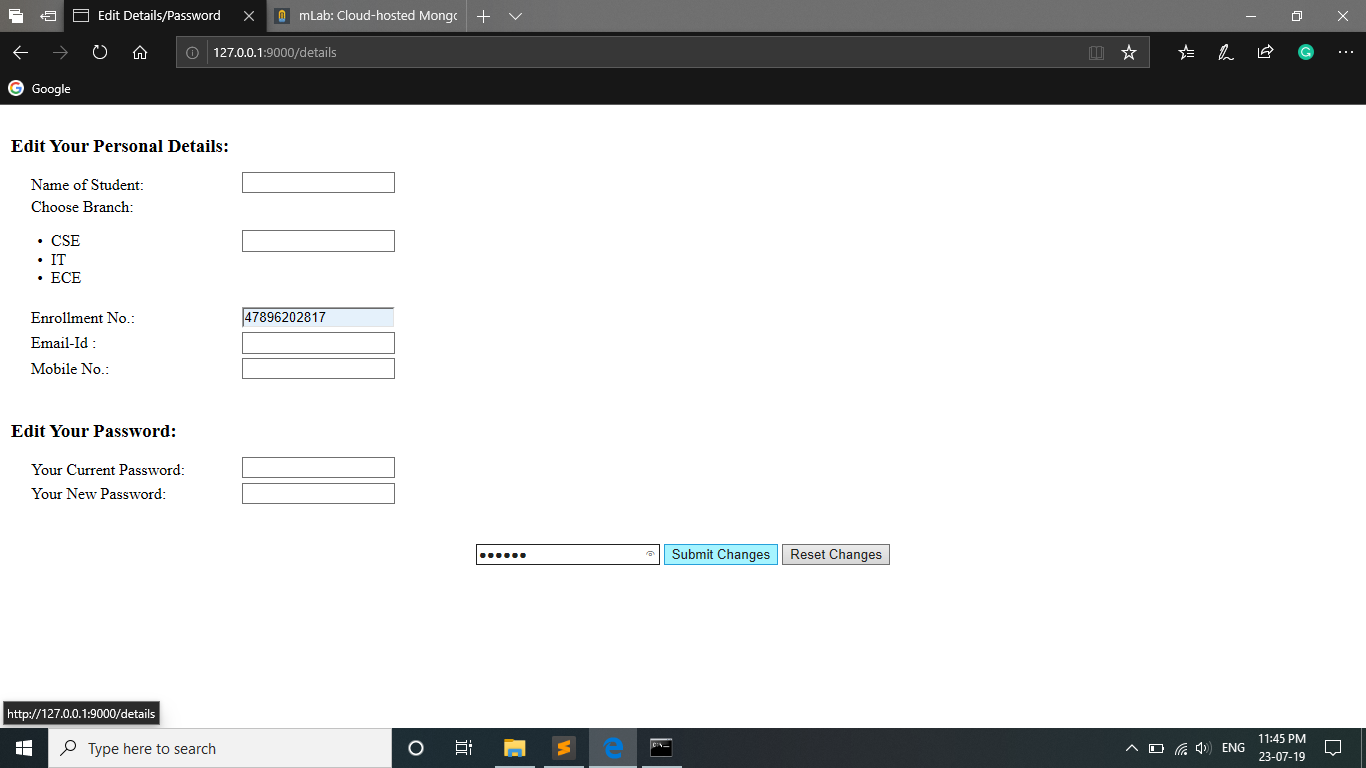 Edit Details/Password
mLab: Cloud-hosted Mongo
127.0.0.1:9000/details
Google
Edit Your Personal Details:
Name of Student:
Choose Branch:
• CSE
• IT
• ECE
Enrollment No.: 47896202817
Email-Id :
Mobile No.:
Edit Your Password:
Your Current Password:
Your New Password:
●●●●●● Submit Changes Reset Changes
http://127.0.0.1:9000/details
Type here to search
ENG
11:45 PM
23-07-19